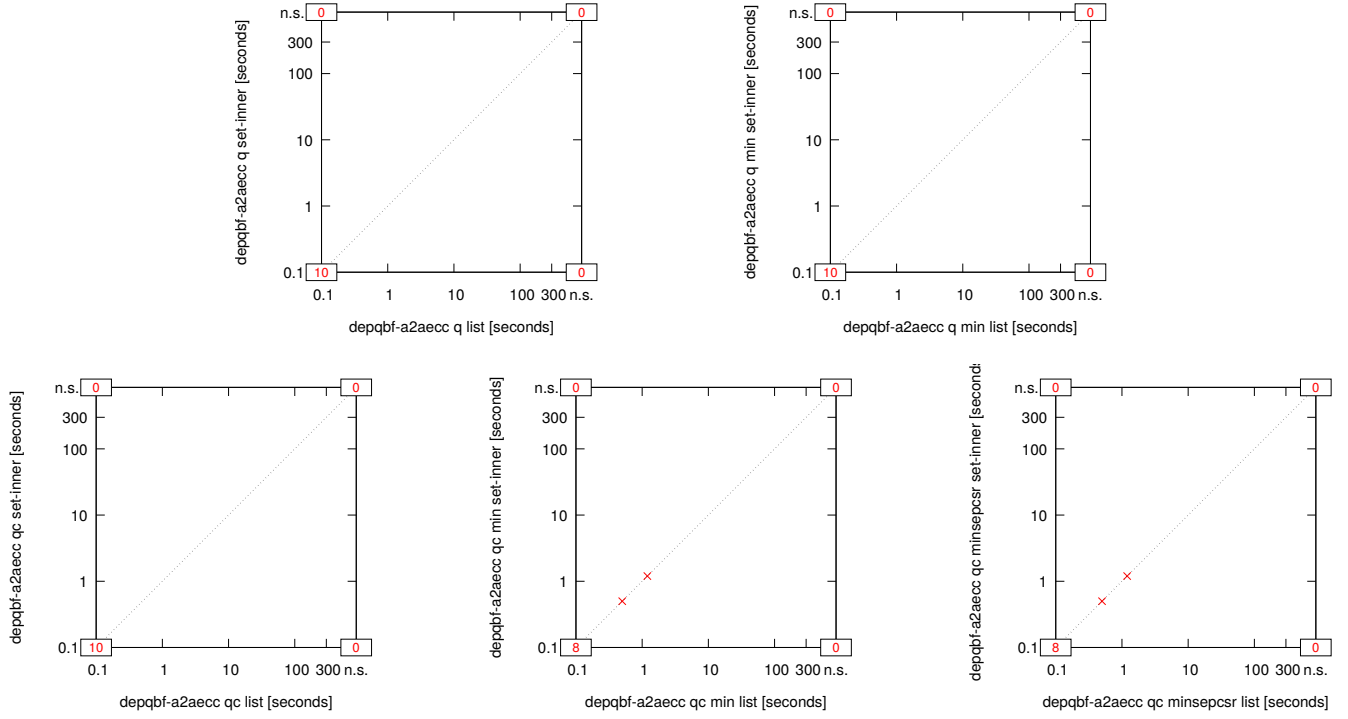 n.s. 0 0
300
100
10
1
0.1 10 0
0.1 1 10 100 300 n.s.
depqbf-a2aecc q set-inner [seconds]
depqbf-a2aecc q list [seconds]
n.s. 0 0
300
100
10
1
0.1 10 0
0.1 1 10 100 300 n.s.
depqbf-a2aecc q min set-inner [seconds]
depqbf-a2aecc q min list [seconds]
n.s. 0 0
300
100
10
1
0.1 10 0
0.1 1 10 100 300 n.s.
depqbf-a2aecc qc set-inner [seconds]
depqbf-a2aecc qc list [seconds]
n.s. 0 0
300
100
10
1
0.1 8 0
0.1 1 10 100 300 n.s.
depqbf-a2aecc qc min set-inner [seconds]
depqbf-a2aecc qc min list [seconds]
n.s. 0 0
300
100
10
1
0.1 8 0
0.1 1 10 100 300 n.s.
depqbf-a2aecc qc minsepcsr set-inner [second
depqbf-a2aecc qc minsepcsr list [seconds]